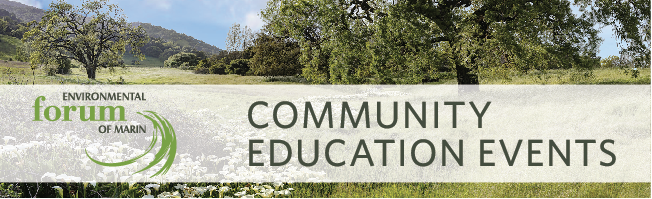 ENVIRONMENTAL
forum
OF MARIN
COMMUNITY
EDUCATION EVENTS